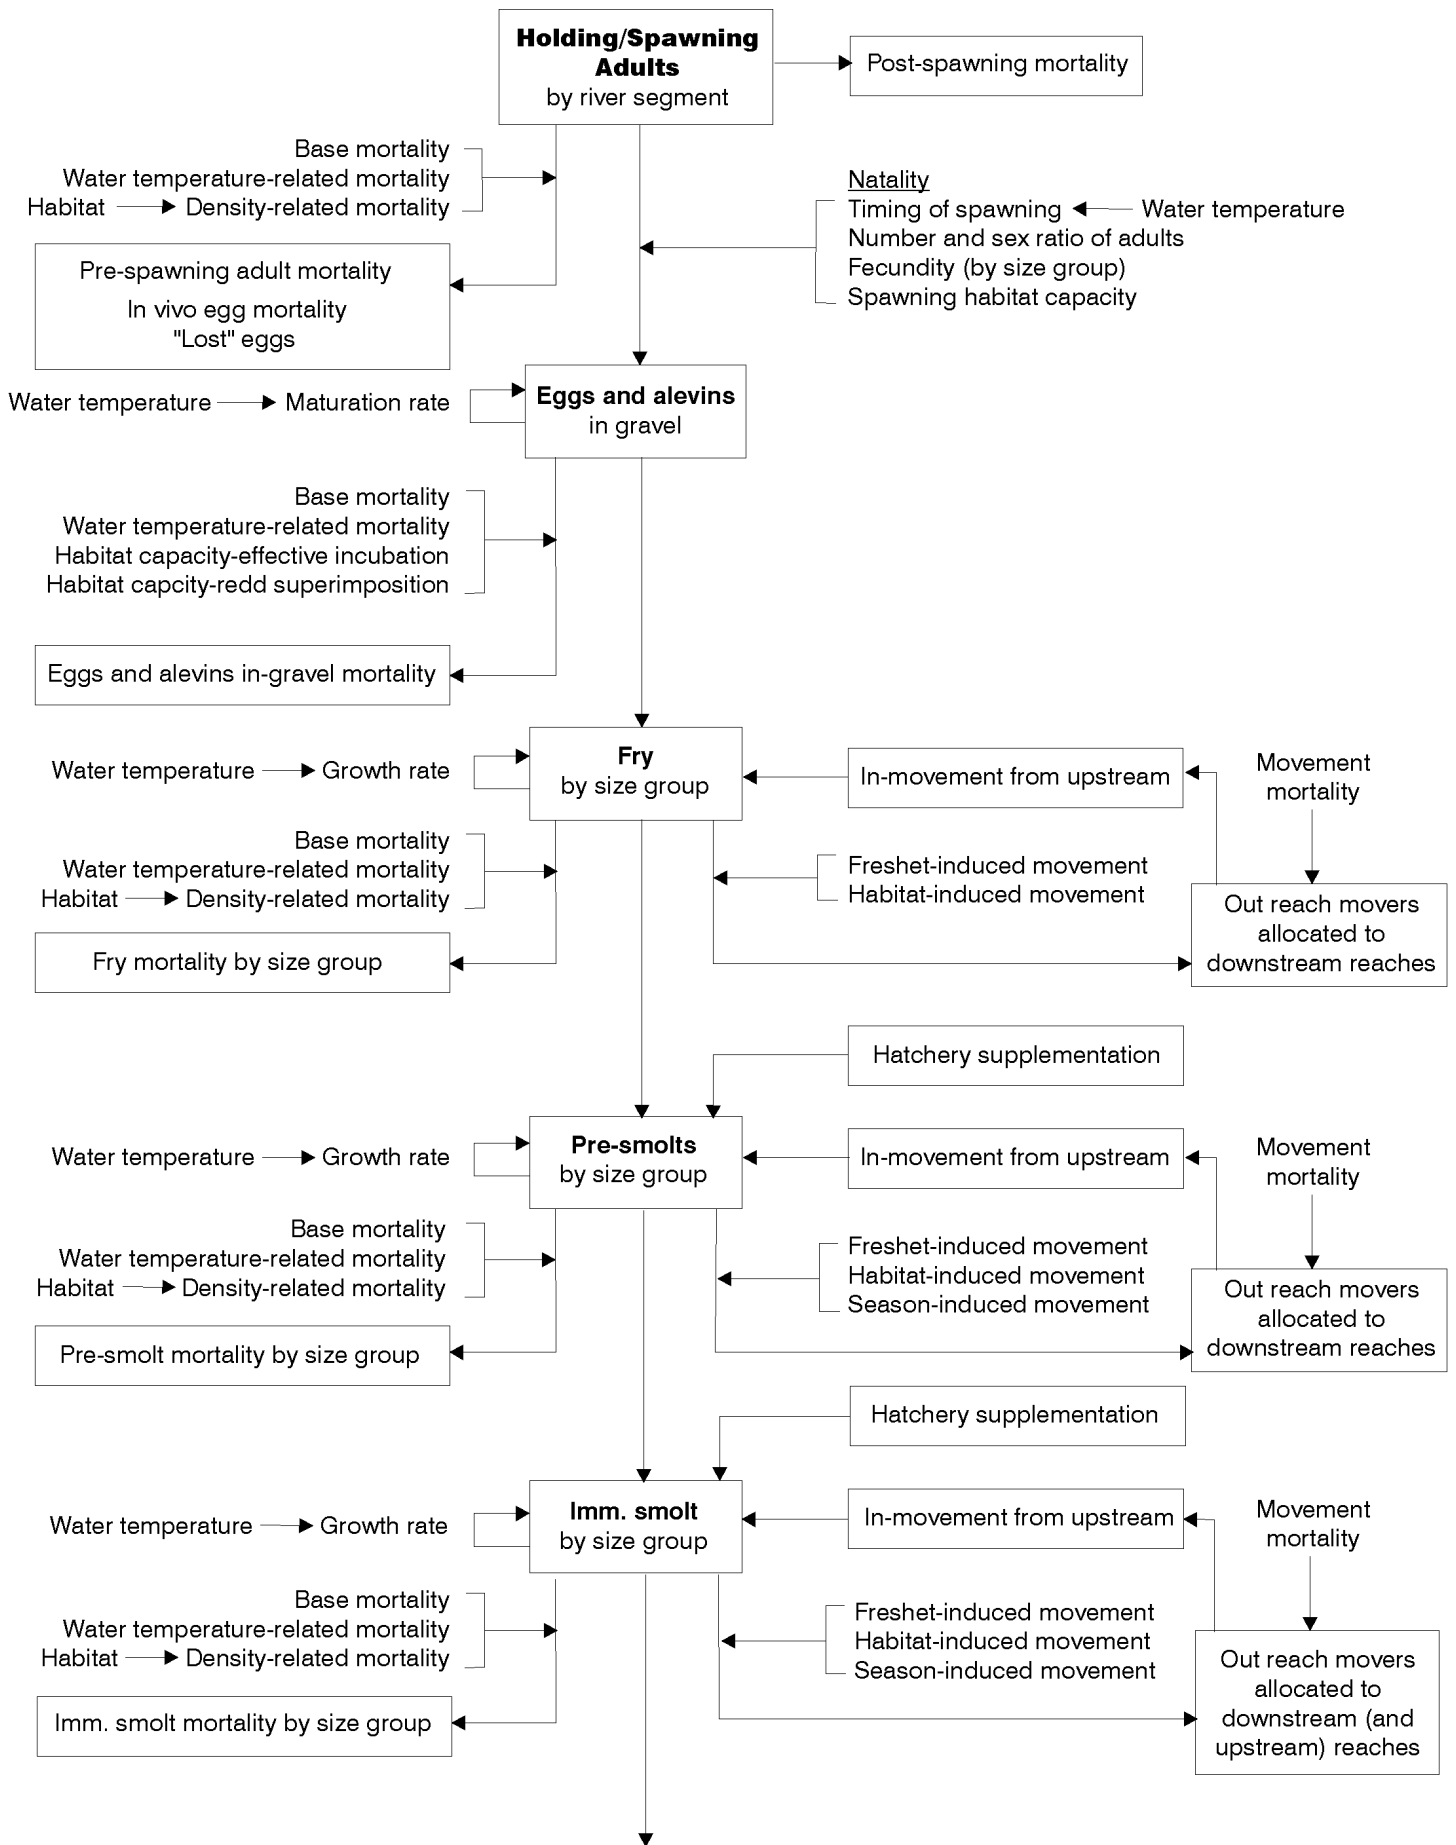 Holding/Spawning
Adults
by river segment
Post-spawning mortality
Base mortality
Water temperature-related mortality
Habitat
Density-related mortality
Natality
Timing of spawning
Water temperature
Number and sex ratio of adults
Fecundity (by size group)
Spawning habitat capacity
Pre-spawning adult mortality
In vivo egg mortality
"Lost" eggs
Water temperature
Maturation rate
Eggs and alevins
in gravel
Base mortality
Water temperature-related mortality
Habitat capacity-effective incubation
Habitat capcity-redd superimposition
Eggs and alevins in-gravel mortality
Fry
by size group
Water temperature
Growth rate
In-movement from upstream
Movement
mortality
Base mortality
Water temperature-related mortality
Habitat
Density-related mortality
Freshet-induced movement
Habitat-induced movement
Out reach movers
allocated to
downstream reaches
Fry mortality by size group
Hatchery supplementation
Pre-smolts
by size group
Water temperature
Growth rate
In-movement from upstream
Movement
mortality
Base mortality
Water temperature-related mortality
Habitat
Density-related mortality
Freshet-induced movement
Habitat-induced movement
Season-induced movement
Out reach movers
allocated to
downstream reaches
Pre-smolt mortality by size group
Hatchery supplementation
Imm. smolt
by size group
Water temperature
Growth rate
In-movement from upstream
Movement
mortality
Base mortality
Water temperature-related mortality
Habitat
Density-related mortality
Freshet-induced movement
Habitat-induced movement
Season-induced movement
Out reach movers
allocated to
downstream (and
upstream) reaches
Imm. smolt mortality by size group